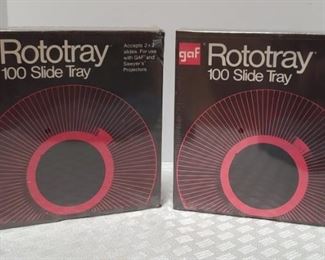 Rototray
100 Slide Tray
Accepts 2 x 2
slides. For use
with GAF and
Sawyer's
Projectors.
gaf
Rototray®
100 Slide Tray